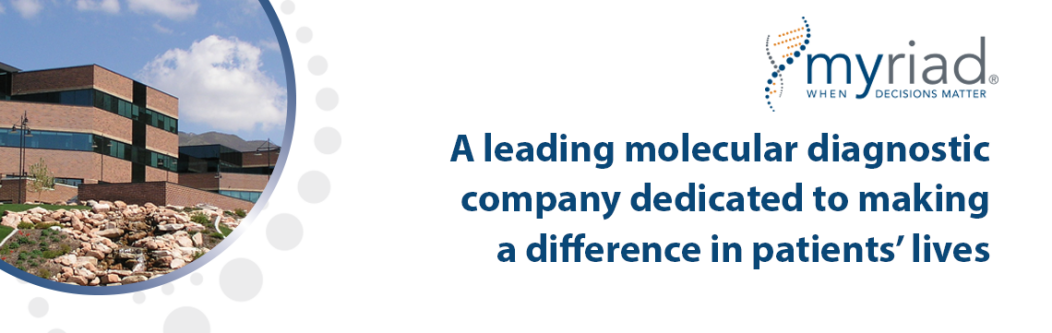 myriad®
WHEN DECISIONS MATTER
A leading molecular diagnostic
company dedicated to making
a difference in patients’ lives